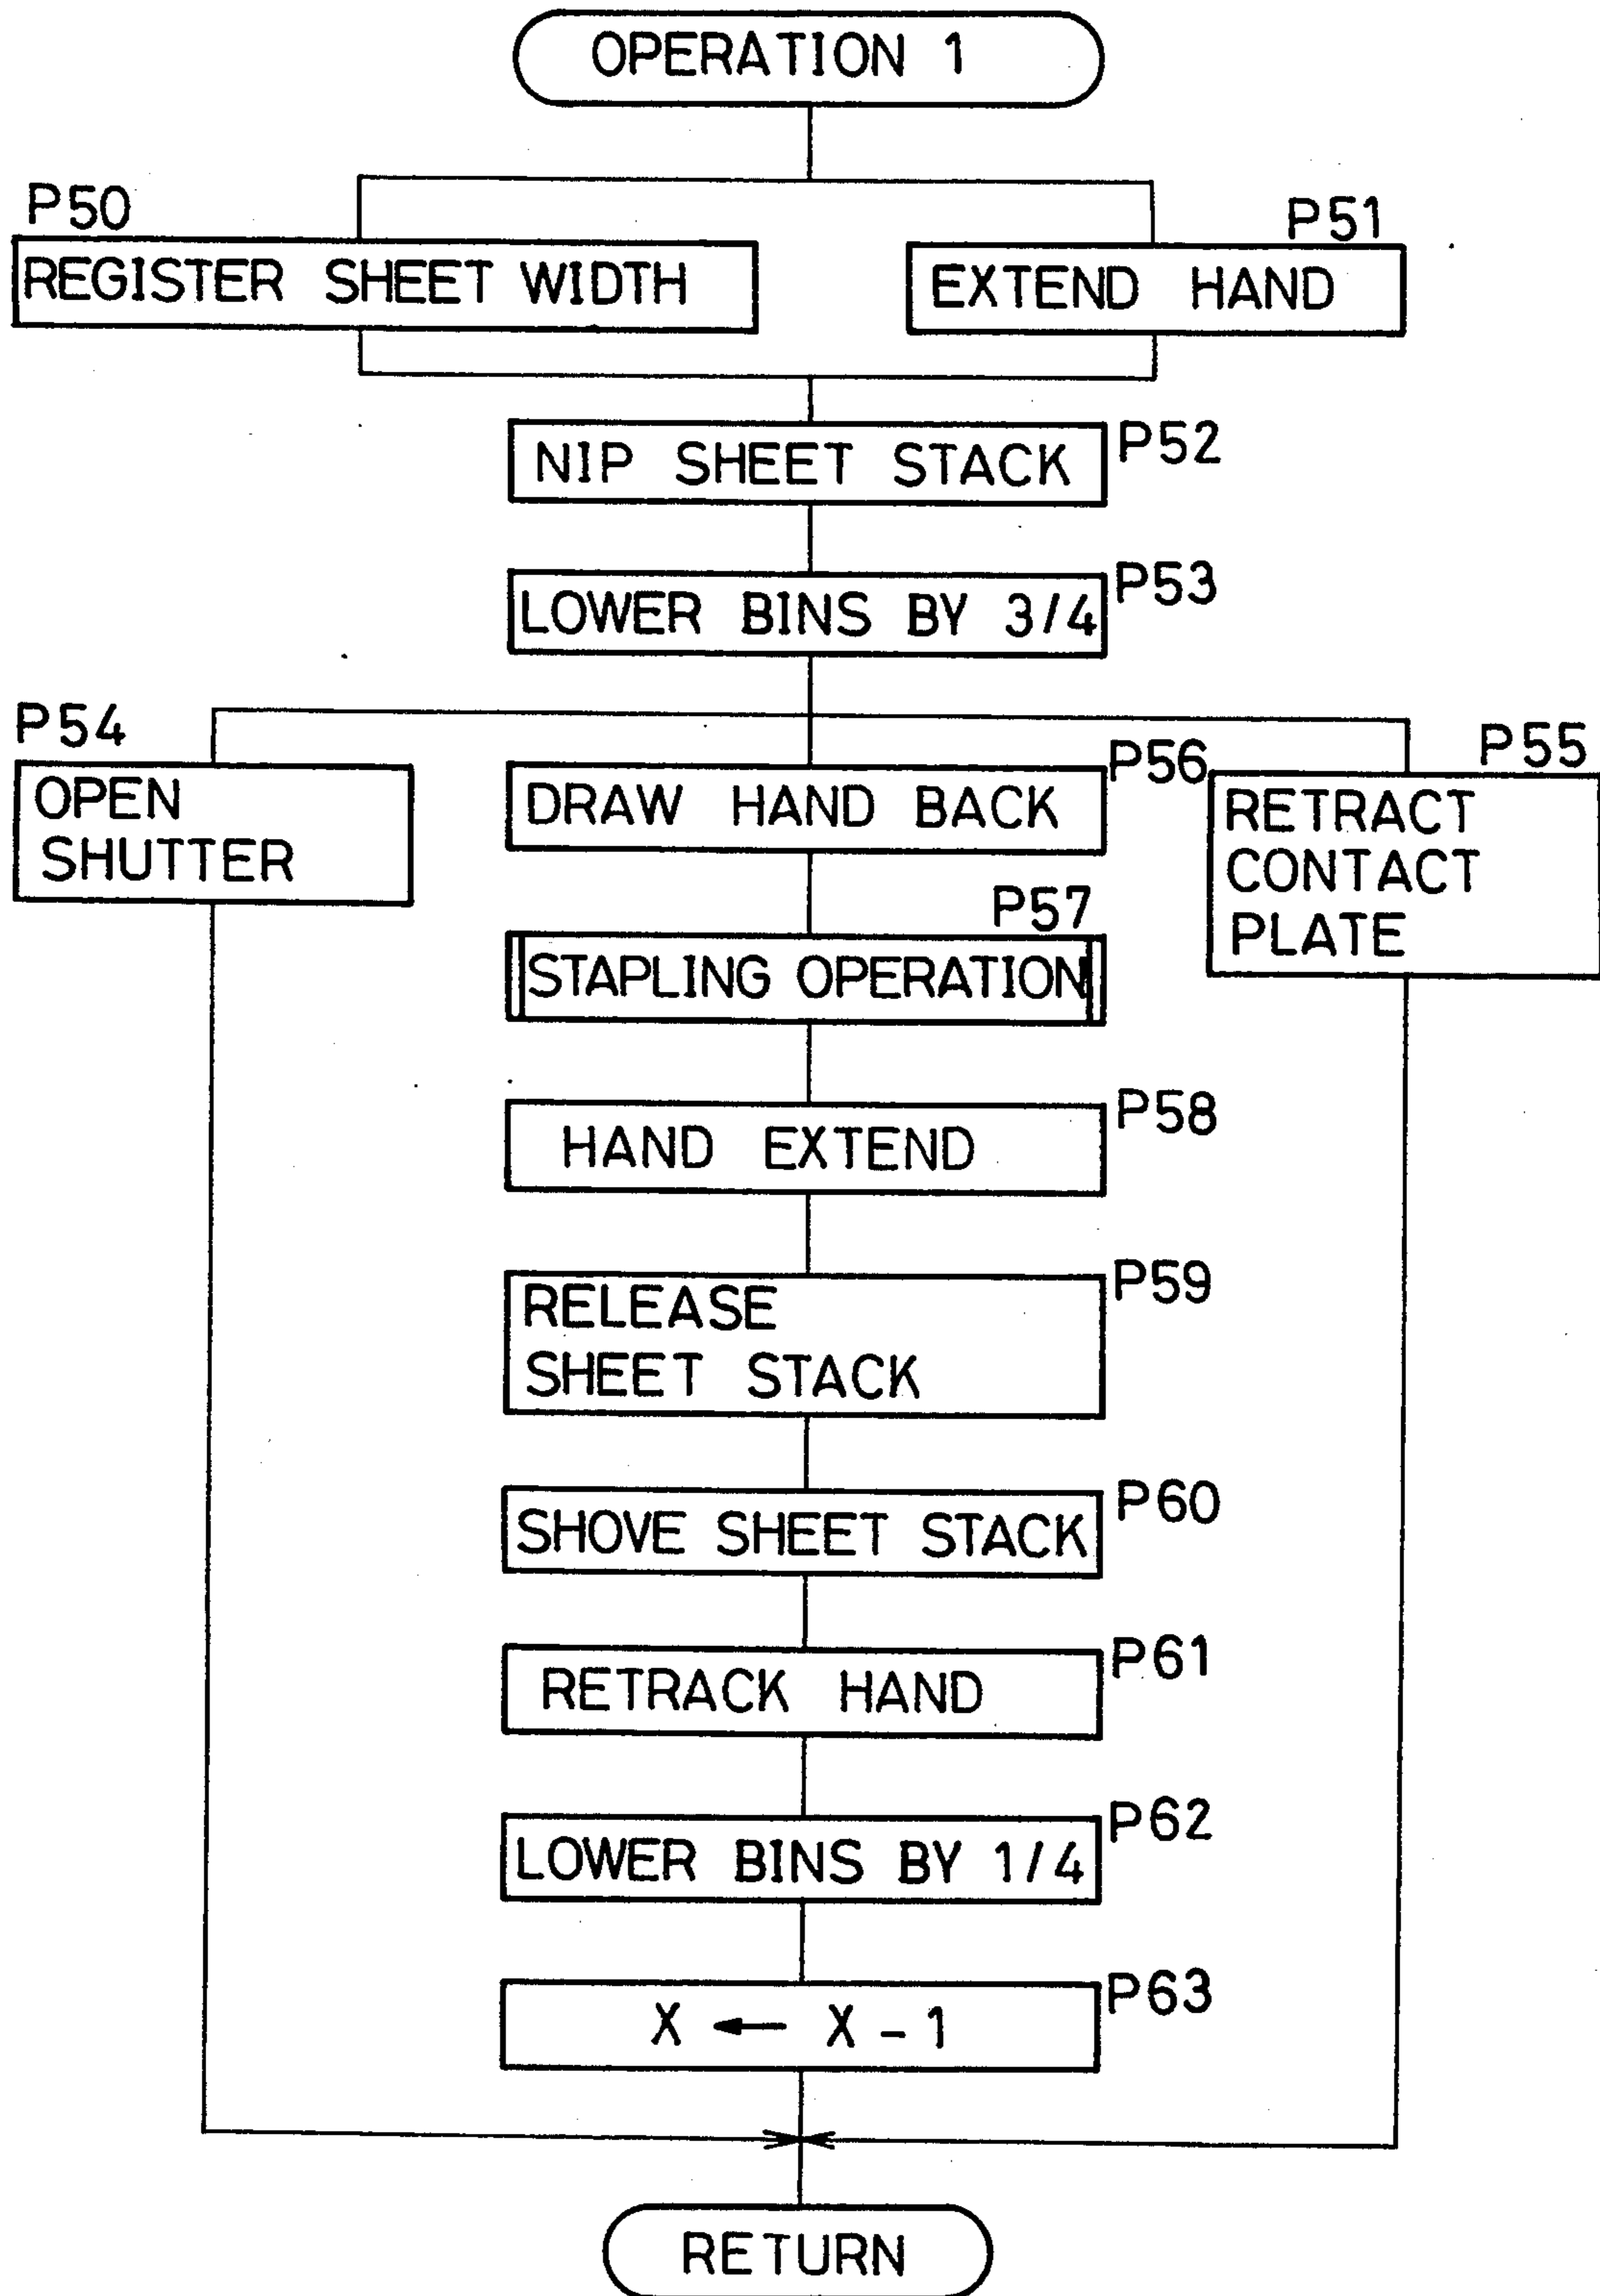 OPERATION 1
P50
REGISTER SHEET WIDTH
P51
EXTEND HAND
NIP SHEET STACK
P52
LOWER BINS BY 3/4
P53
P54
OPEN
SHUTTER
P56
DRAW HAND BACK
P55
RETRACT
CONTACT
PLATE
P57
STAPLING OPERATION
HAND EXTEND
P58
RELEASE
SHEET STACK
P59
SHOVE SHEET STACK
P60
RETRACK HAND
P61
LOWER BINS BY 1/4
P62
X ← X - 1
P63
RETURN